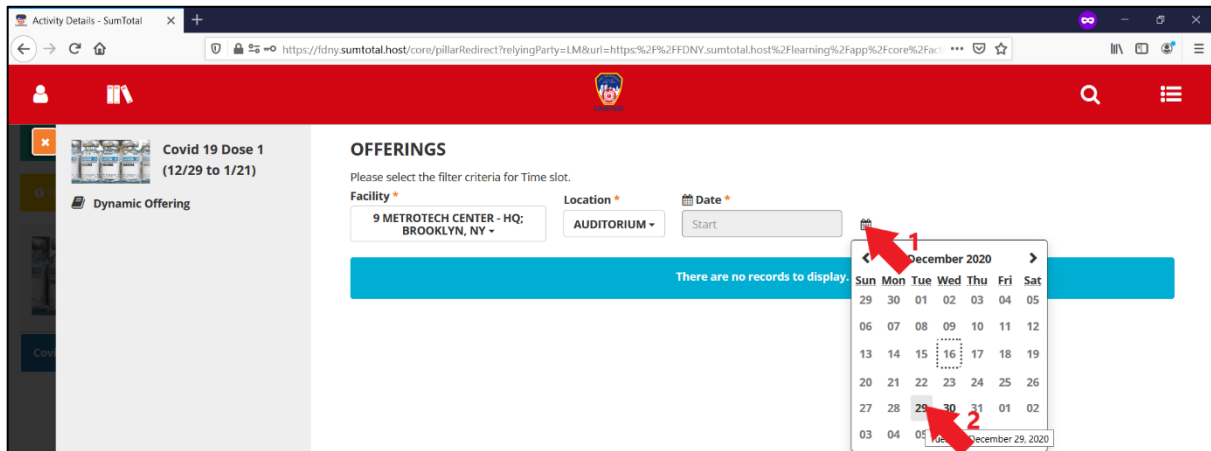 Activity Details - SumTotal
https://fdny.sumtotal.host/core/pillarRedirect?relyingParty=LM&url=https:%2F%2FFDNY.sumtotal.host%2Flearning%2Fapp%2Fcore%2Fact
Covid 19 Dose 1
(12/29 to 1/21)
Dynamic Offering
Covi
OFFERINGS
Please select the filter criteria for Time slot.
Facility * Location * Date *
9 METROTECH CENTER - HQ;
BROOKLYN, NY
AUDITORIUM
Start
There are no records to display.
1
December 2020
Sun Mon Tue Wed Thu Fri Sat
29 30 01 02 03 04 05
06 07 08 09 10 11 12
13 14 15 16 17 18 19
20 21 22 23 24 25 26
27 28 29 30 31 01 02
2
03 04 05
December 29, 2020